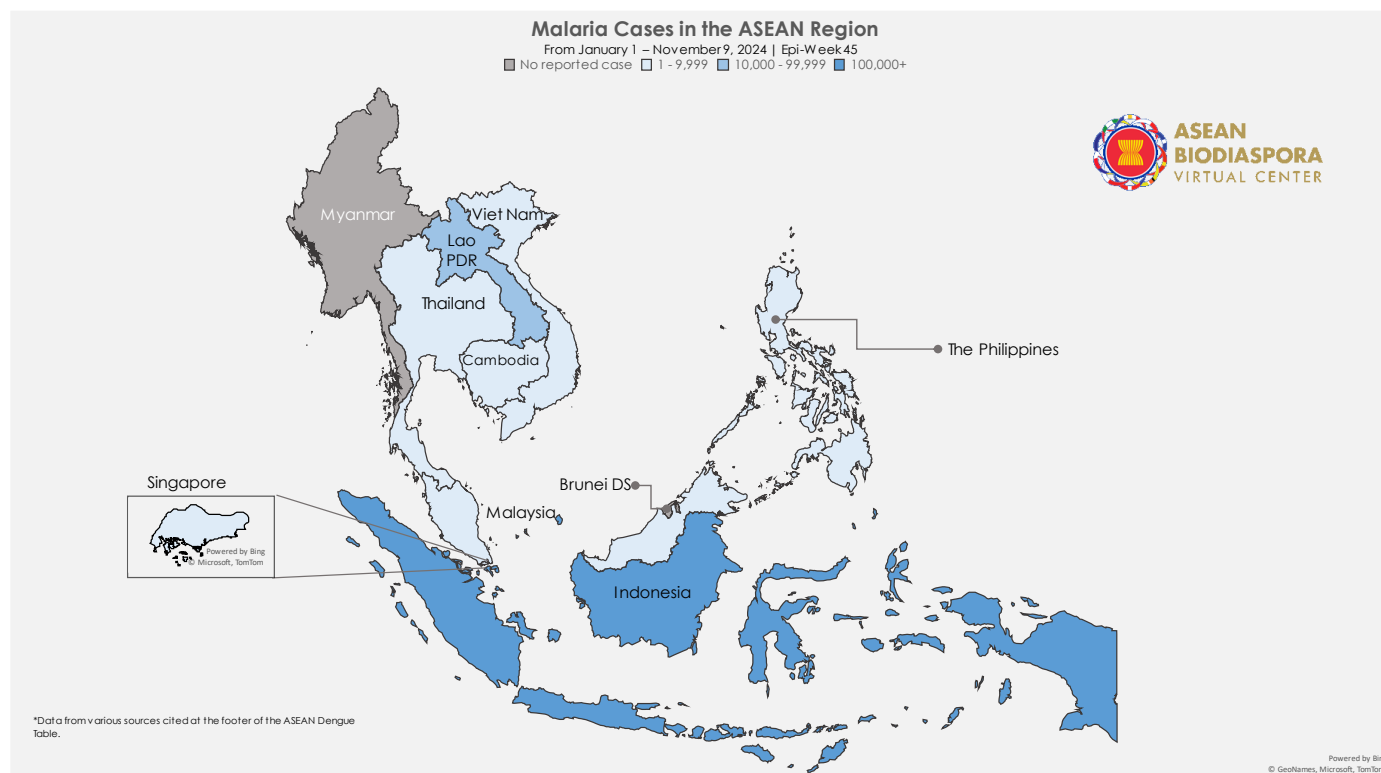 Malaria Cases in the ASEAN Region
From January 1 – November 9, 2024 | Epi-Week 45
No reported case 1 - 9,999 10,000 - 99,999 100,000+
ASEAN
BIODIASPORA
VIRTUAL CENTER
Myanmar
Viet Nam
Lao
PDR
Thailand
Cambodia
The Philippines
Singapore
Powered by Bing
© Microsoft, TomTom
Brunei DS
Malaysia
Indonesia
*Data from various sources cited at the footer of the ASEAN Dengue
Table.
Powered by Bin
© GeoNames, Microsoft, TomTom